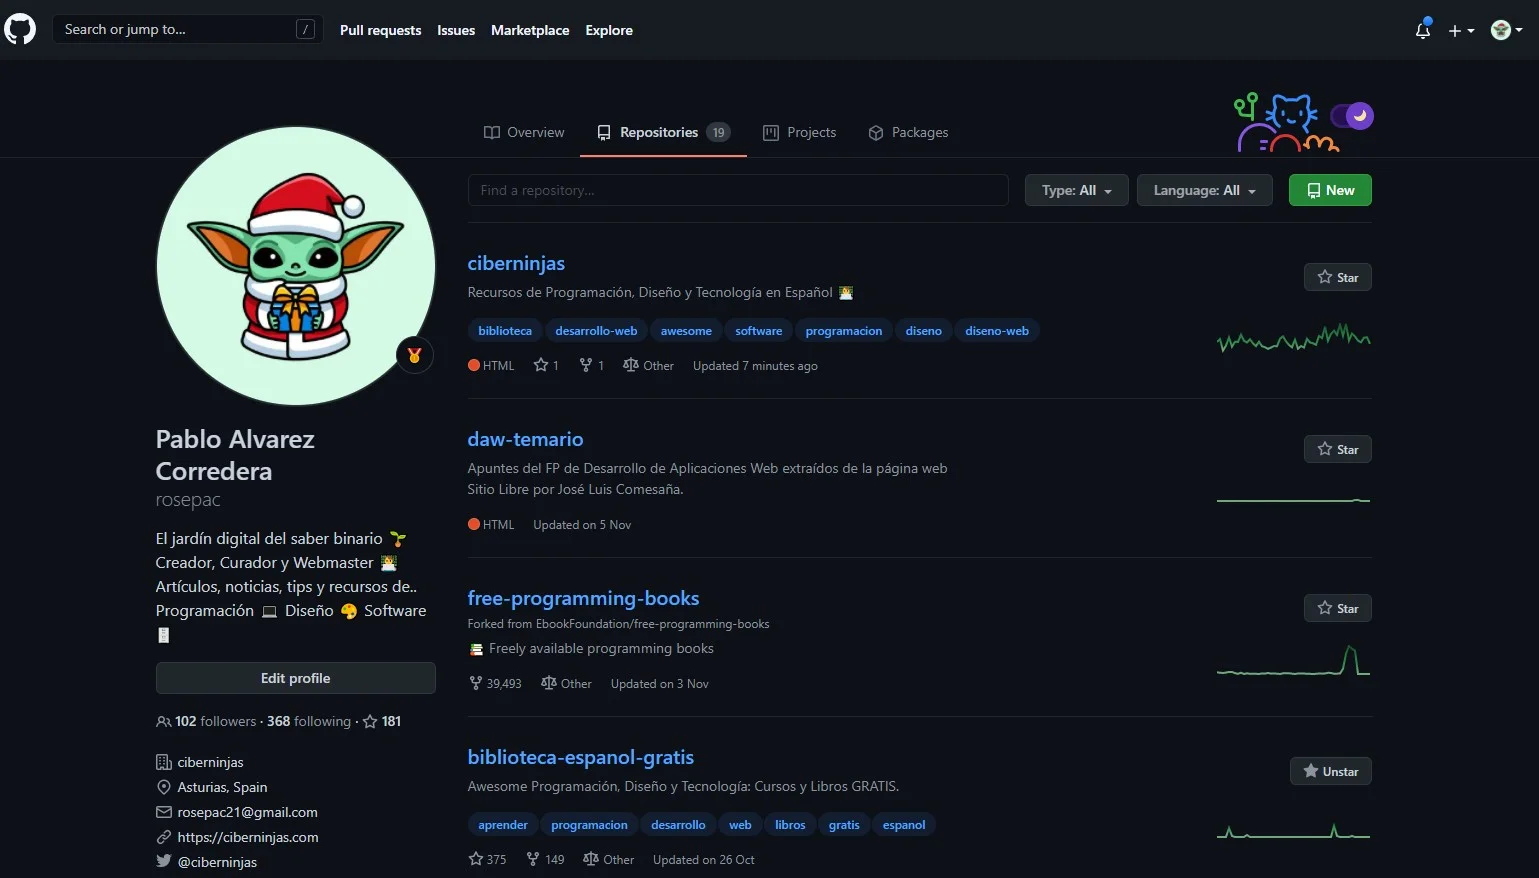 Search or jump to...
/
Pull requests
Issues
Marketplace
Explore
Overview
Repositories 19
Projects
Packages
Pablo Alvarez
Corredera
rosepac
El jardín digital del saber binario 🌱
Creador, Curador y Webmaster 👨‍💻
Artículos, noticias, tips y recursos de..
Programación 💻 Diseño 🎨 Software
Edit profile
102 followers · 368 following · 181
ciberninjas
Asturias, Spain
rosepac21@gmail.com
https://ciberninjas.com
@ciberninjas
Find a repository...
Type: All
Language: All
New
ciberninjas
Star
Recursos de Programación, Diseño y Tecnología en Español 👨‍💻
biblioteca desarrollo-web awesome software programacion diseno diseno-web
HTML 1 1 Other Updated 7 minutes ago
daw-temario
Star
Apuntes del FP de Desarrollo de Aplicaciones Web extraídos de la página web
Sitio Libre por José Luis Comesaña.
HTML Updated on 5 Nov
free-programming-books
Star
Forked from EbookFoundation/free-programming-books
📚 Freely available programming books
39,493 Other Updated on 3 Nov
biblioteca-espanol-gratis
Unstar
Awesome Programación, Diseño y Tecnología: Cursos y Libros GRATIS.
aprender programacion desarrollo web libros gratis espanol
375 149 Other Updated on 26 Oct